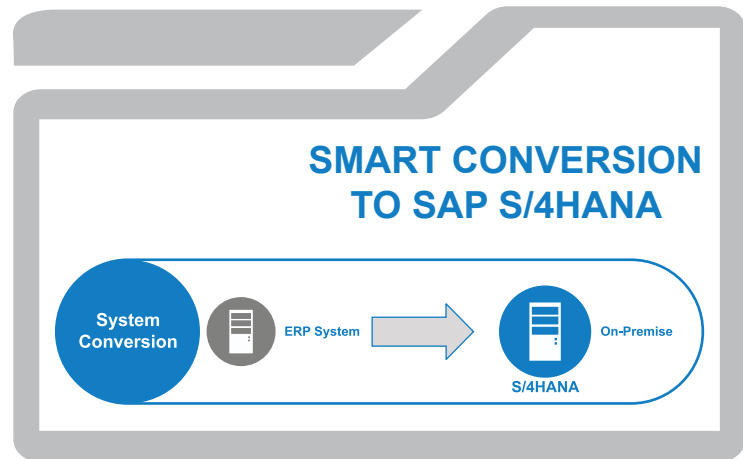 SMART CONVERSION
TO SAP S/4HANA
System
Conversion
ERP System
On-Premise
S/4HANA